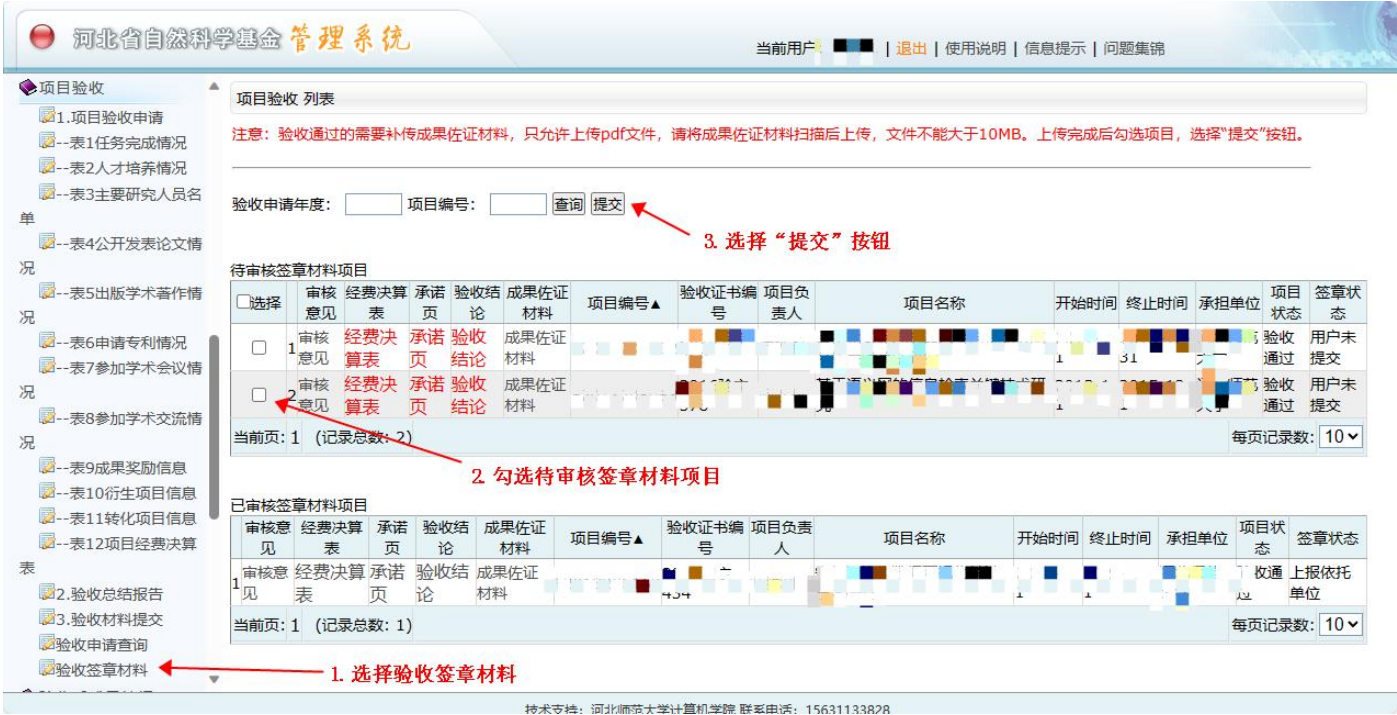 河北省自然科学基金 管理系统
当前用户 | 退出 | 使用说明 | 信息提示 | 问题集锦
项目验收
1.项目验收申请
--表1任务完成情况
--表2人才培养情况
--表3主要研究人员名
单
--表4公开发表论文情
况
--表5出版学术著作情
况
--表6申请专利情况
--表7参加学术会议情
况
--表8参加学术交流情
况
--表9成果奖励信息
--表10衍生项目信息
--表11转化项目信息
--表12项目经费决算
表
2.验收总结报告
3.验收材料提交
验收申请查询
验收签章材料
项目验收 列表
注意：验收通过的需要补传成果佐证材料，只允许上传pdf文件，请将成果佐证材料扫描后上传，文件不能大于10MB。上传完成后勾选项目，选择“提交”按钮。
验收申请年度： 项目编号： 查询 提交
3. 选择“提交”按钮
待审核签章材料项目
选择 审核意见 经费决算表 承诺页 验收结论 成果佐证材料 项目编号▲ 验收证书编号 项目负责人 项目名称 开始时间 终止时间 承担单位 项目状态 签章状态
1 审核意见 经费决算表 承诺页 验收结论 成果佐证材料 1 31 验收通过 用户未提交
2 审核意见 经费决算表 承诺页 验收结论 成果佐证材料 验收通过 用户未提交
当前页: 1 (记录总数: 2) 每页记录数: 10
2. 勾选待审核签章材料项目
已审核签章材料项目
审核意见 经费决算表 承诺页 验收结论 成果佐证材料 项目编号▲ 验收证书编号 项目负责人 项目名称 开始时间 终止时间 承担单位 项目状态 签章状态
1 审核意见 经费决算表 承诺页 验收结论 成果佐证材料 上报依托单位
当前页: 1 (记录总数: 1) 每页记录数: 10
1. 选择验收签章材料
技术支持：河北师范大学计算机学院 联系电话：15631133828